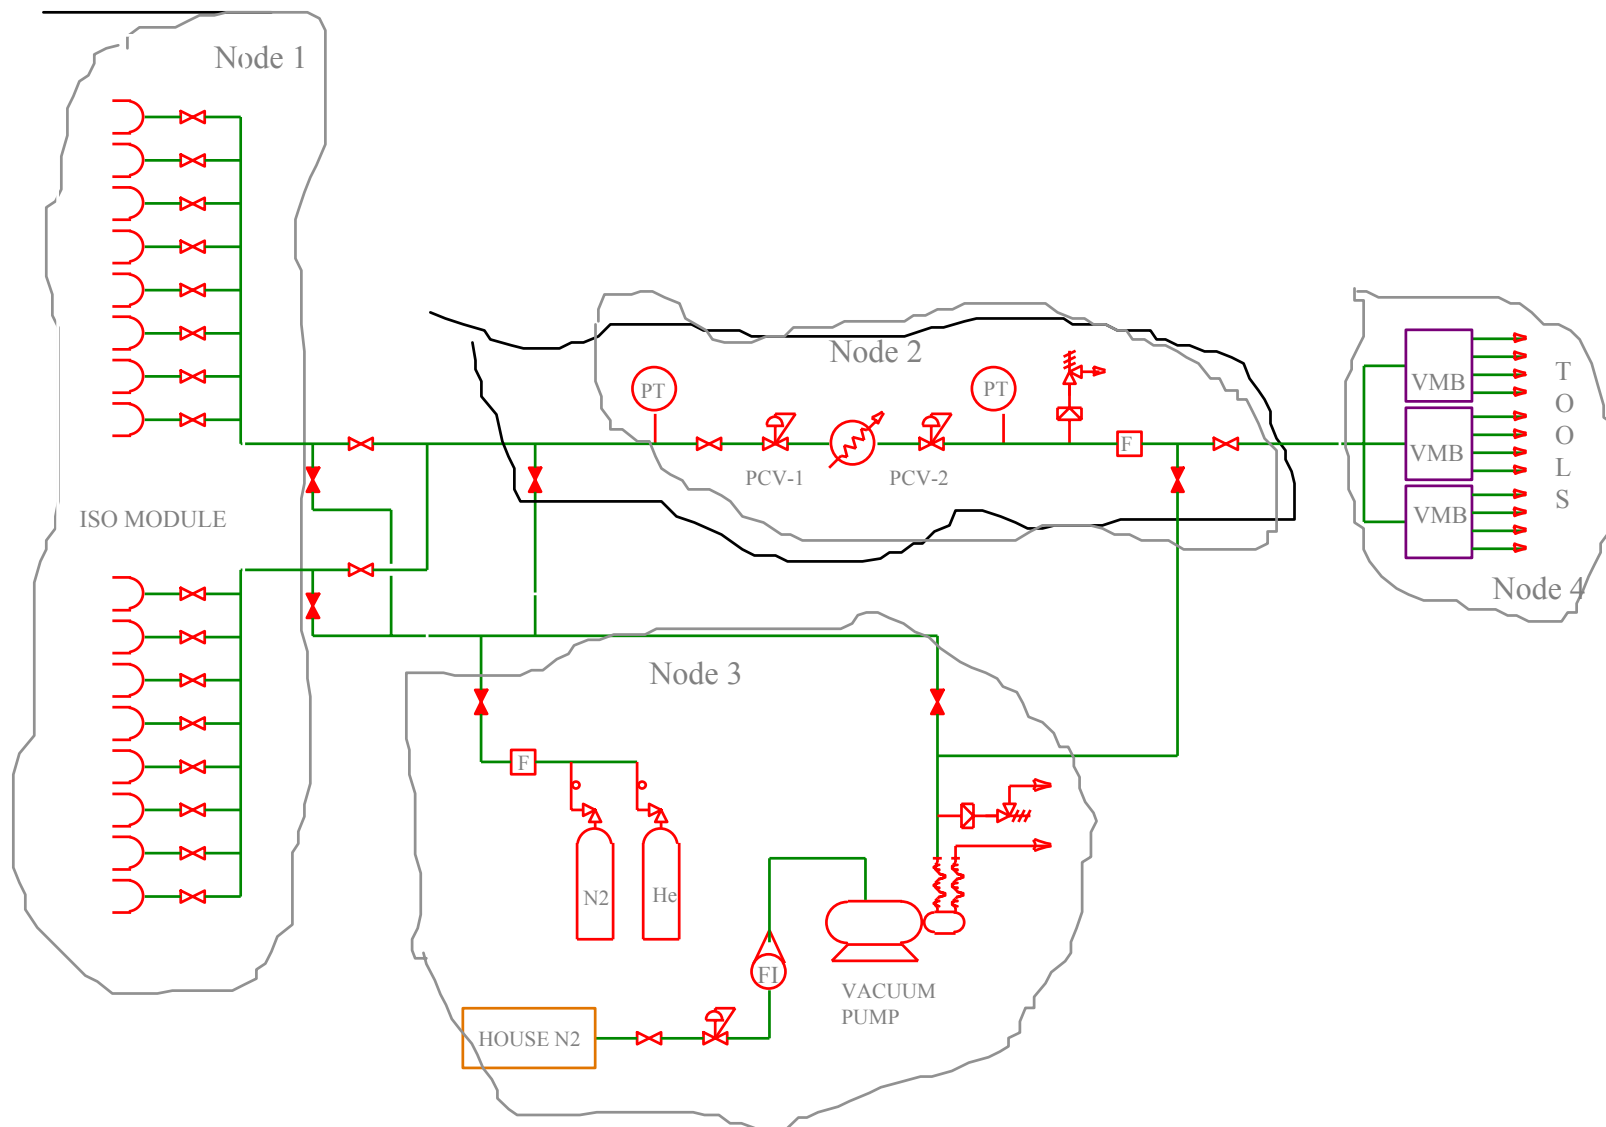 Node 1
Node 2
PT
PT
VMB
T
O
O
L
S
F
VMB
PCV-1
PCV-2
VMB
ISO MODULE
Node 4
Node 3
F
N2
He
FI
VACUUM
PUMP
HOUSE N2